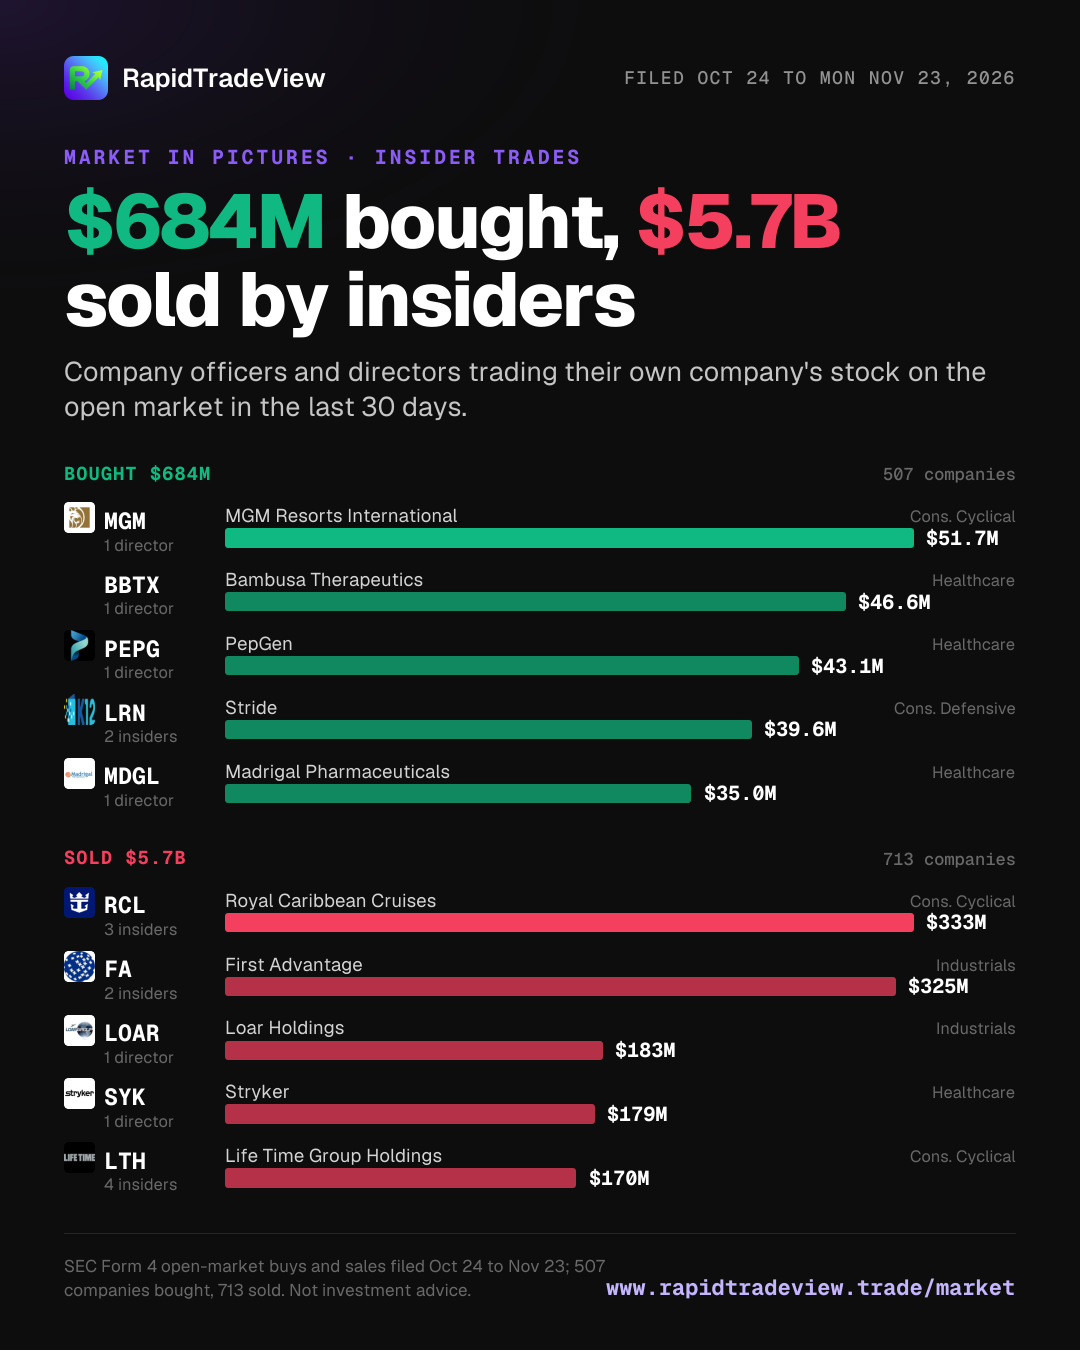 RapidTradeView
FILED OCT 24 TO MON NOV 23, 2026
MARKET IN PICTURES · INSIDER TRADES
$684M bought, $5.7B
sold by insiders
Company officers and directors trading their own company's stock on the
open market in the last 30 days.
BOUGHT $684M
507 companies
MGM
1 director
MGM Resorts International
Cons. Cyclical
$51.7M
BBTX
1 director
Bambusa Therapeutics
Healthcare
$46.6M
PEPG
1 director
PepGen
Healthcare
$43.1M
K12
LRN
2 insiders
Stride
Cons. Defensive
$39.6M
Madrigal
MDGL
1 director
Madrigal Pharmaceuticals
Healthcare
$35.0M
SOLD $5.7B
713 companies
RCL
3 insiders
Royal Caribbean Cruises
Cons. Cyclical
$333M
FA
2 insiders
First Advantage
Industrials
$325M
LOAR
1 director
Loar Holdings
Industrials
$183M
stryker
SYK
1 director
Stryker
Healthcare
$179M
LIFE TIME
LTH
4 insiders
Life Time Group Holdings
Cons. Cyclical
$170M
SEC Form 4 open-market buys and sales filed Oct 24 to Nov 23; 507
companies bought, 713 sold. Not investment advice.
www.rapidtradeview.trade/market